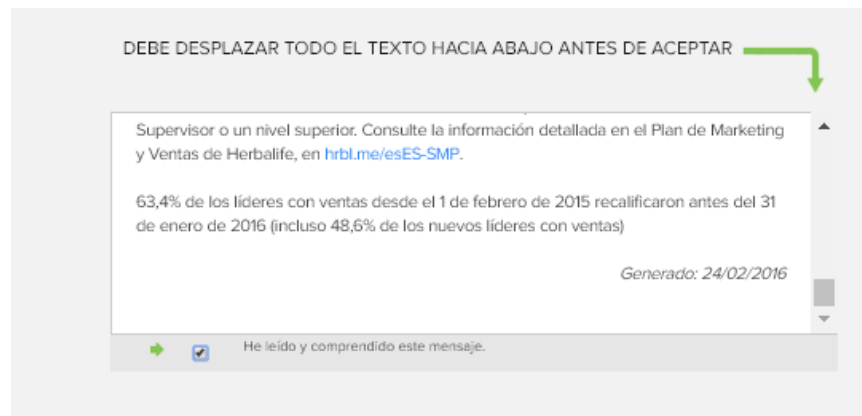 DEBE DESPLAZAR TODO EL TEXTO HACIA ABAJO ANTES DE ACEPTAR
Supervisor o un nivel superior. Consulte la información detallada en el Plan de Marketing
y Ventas de Herbalife, en hrbl.me/esES-SMP.
63,4% de los líderes con ventas desde el 1 de febrero de 2015 recalificaron antes del 31
de enero de 2016 (incluso 48,6% de los nuevos líderes con ventas)
Generado: 24/02/2016
He leído y comprendido este mensaje.